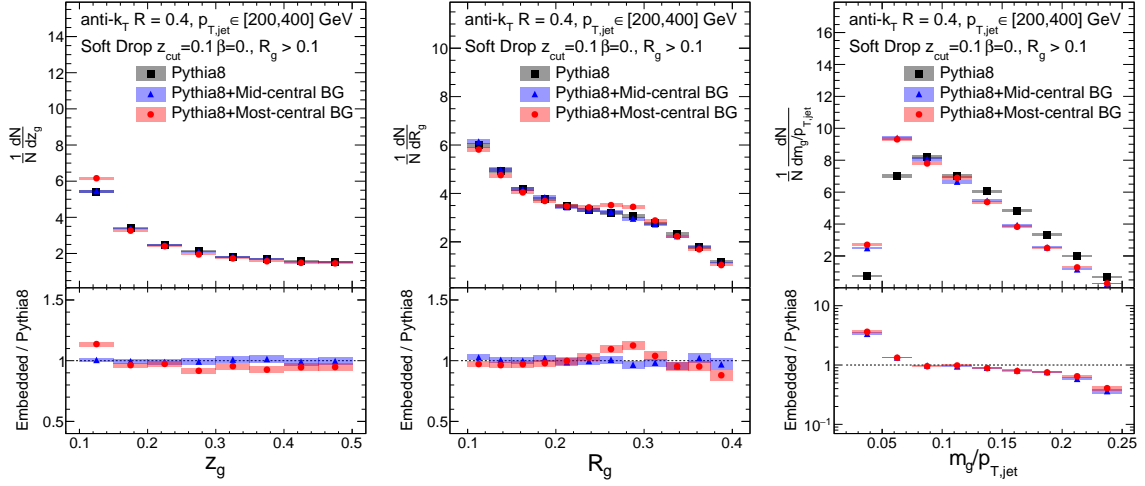 anti-k_T R = 0.4, p_T,jet ∈ [200,400] GeV
Soft Drop z_cut=0.1 β=0., R_g > 0.1
Pythia8
Pythia8+Mid-central BG
Pythia8+Most-central BG
1/N dN/dz_g
14
12
10
8
6
4
2
Embedded / Pythia8
1.5
1
0.5
0.1 0.2 0.3 0.4 0.5
z_g
anti-k_T R = 0.4, p_T,jet ∈ [200,400] GeV
Soft Drop z_cut=0.1 β=0., R_g > 0.1
Pythia8
Pythia8+Mid-central BG
Pythia8+Most-central BG
1/N dN/dR_g
10
8
6
4
2
Embedded / Pythia8
1.5
1
0.5
0.1 0.2 0.3 0.4
R_g
anti-k_T R = 0.4, p_T,jet ∈ [200,400] GeV
Soft Drop z_cut=0.1 β=0., R_g > 0.1
Pythia8
Pythia8+Mid-central BG
Pythia8+Most-central BG
1/N dN/dm_g/p_T,jet
16
14
12
10
8
6
4
2
Embedded / Pythia8
10
1
10⁻¹
0.05 0.1 0.15 0.2 0.25
m_g/p_T,jet